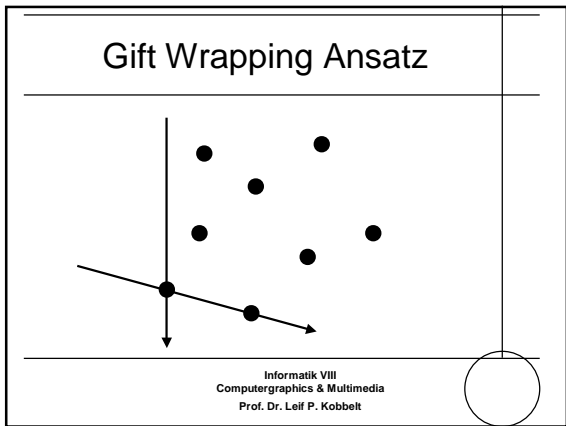 Gift Wrapping Ansatz
Informatik VIII
Computergraphics & Multimedia
Prof. Dr. Leif P. Kobbelt